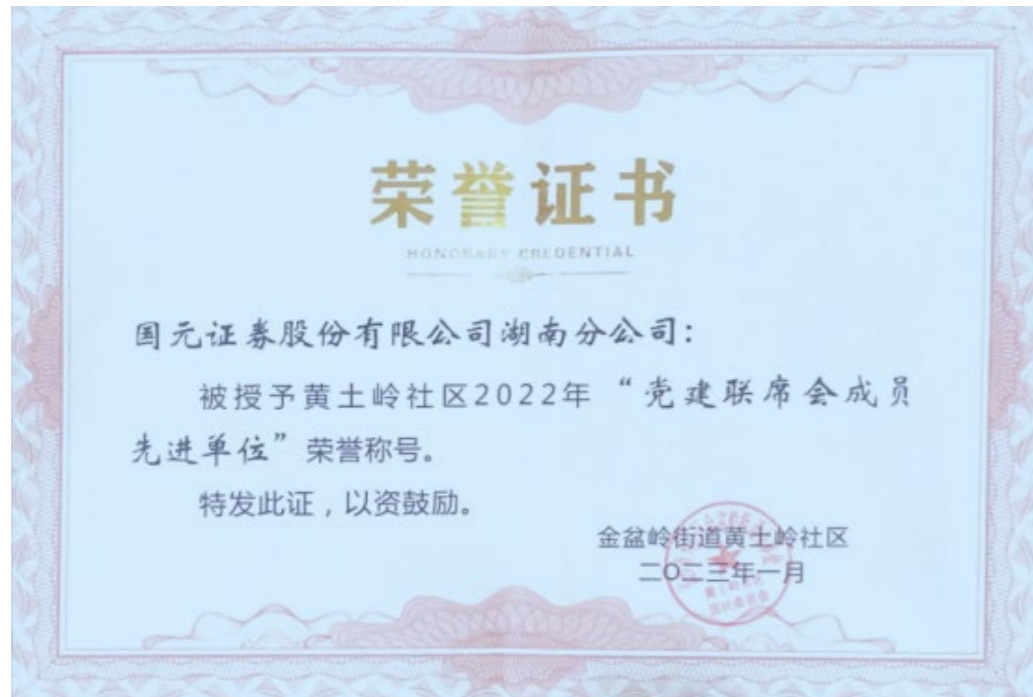 荣誉证书
HONORARY CREDENTIAL
国元证券股份有限公司湖南分公司：
被授予黄土岭社区2022年“党建联席会成员
先进单位”荣誉称号。
特发此证，以资鼓励。
金盆岭街道黄土岭社区
二〇二三年一月